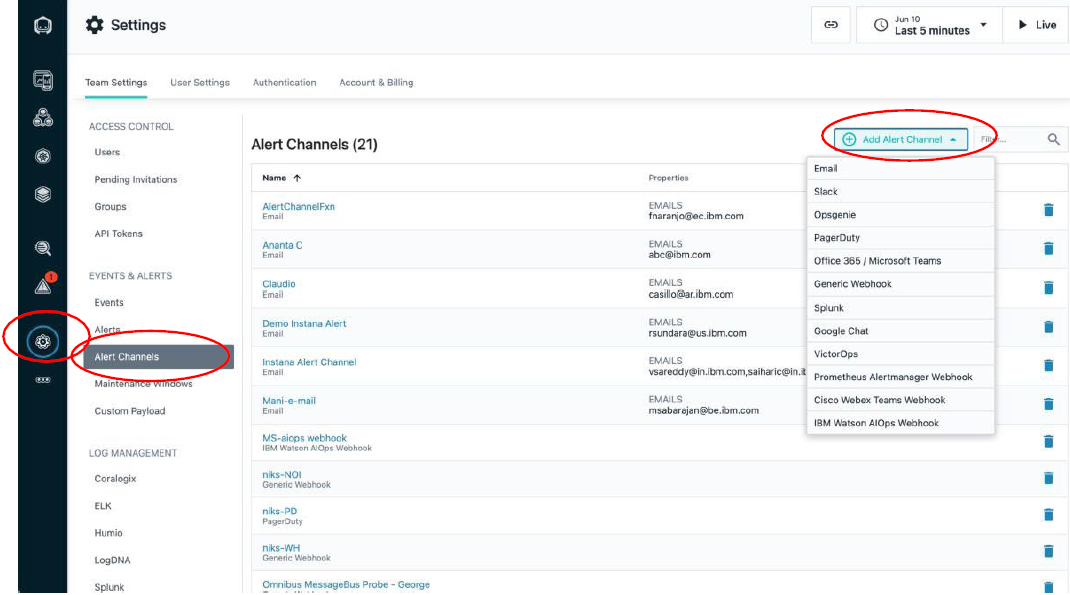 Settings
Jun 10
Last 5 minutes
Live
Team Settings
User Settings
Authentication
Account & Billing
ACCESS CONTROL
Users
Pending Invitations
Groups
API Tokens
EVENTS & ALERTS
1
Events
Alerts
Alert Channels
Maintenance Windows
Custom Payload
LOG MANAGEMENT
Coralogix
ELK
Humio
LogDNA
Splunk
Alert Channels (21)
Add Alert Channel
Name
Properties
AlertChannelFxn
Email
EMAILS
fnaranjo@ec.ibm.com
Ananta C
Email
EMAILS
abc@ibm.com
Claudio
Email
EMAILS
casillo@ar.ibm.com
Demo Instana Alert
Email
EMAILS
rsundara@us.ibm.com
Instana Alert Channel
Email
EMAILS
vsareddy@in.ibm.com,saiharic@in.i
Mani-e-mail
Email
EMAILS
msabarajan@be.ibm.com
MS-aiops webhook
IBM Watson AIOps Webhook
niks-NOI
Generic Webhook
niks-PD
PagerDuty
niks-WH
Generic Webhook
Omnibus MessageBus Probe - George
Email
Slack
Opsgenie
PagerDuty
Office 365 / Microsoft Teams
Generic Webhook
Splunk
Google Chat
VictorOps
Prometheus Alertmanager Webhook
Cisco Webex Teams Webhook
IBM Watson AIOps Webhook